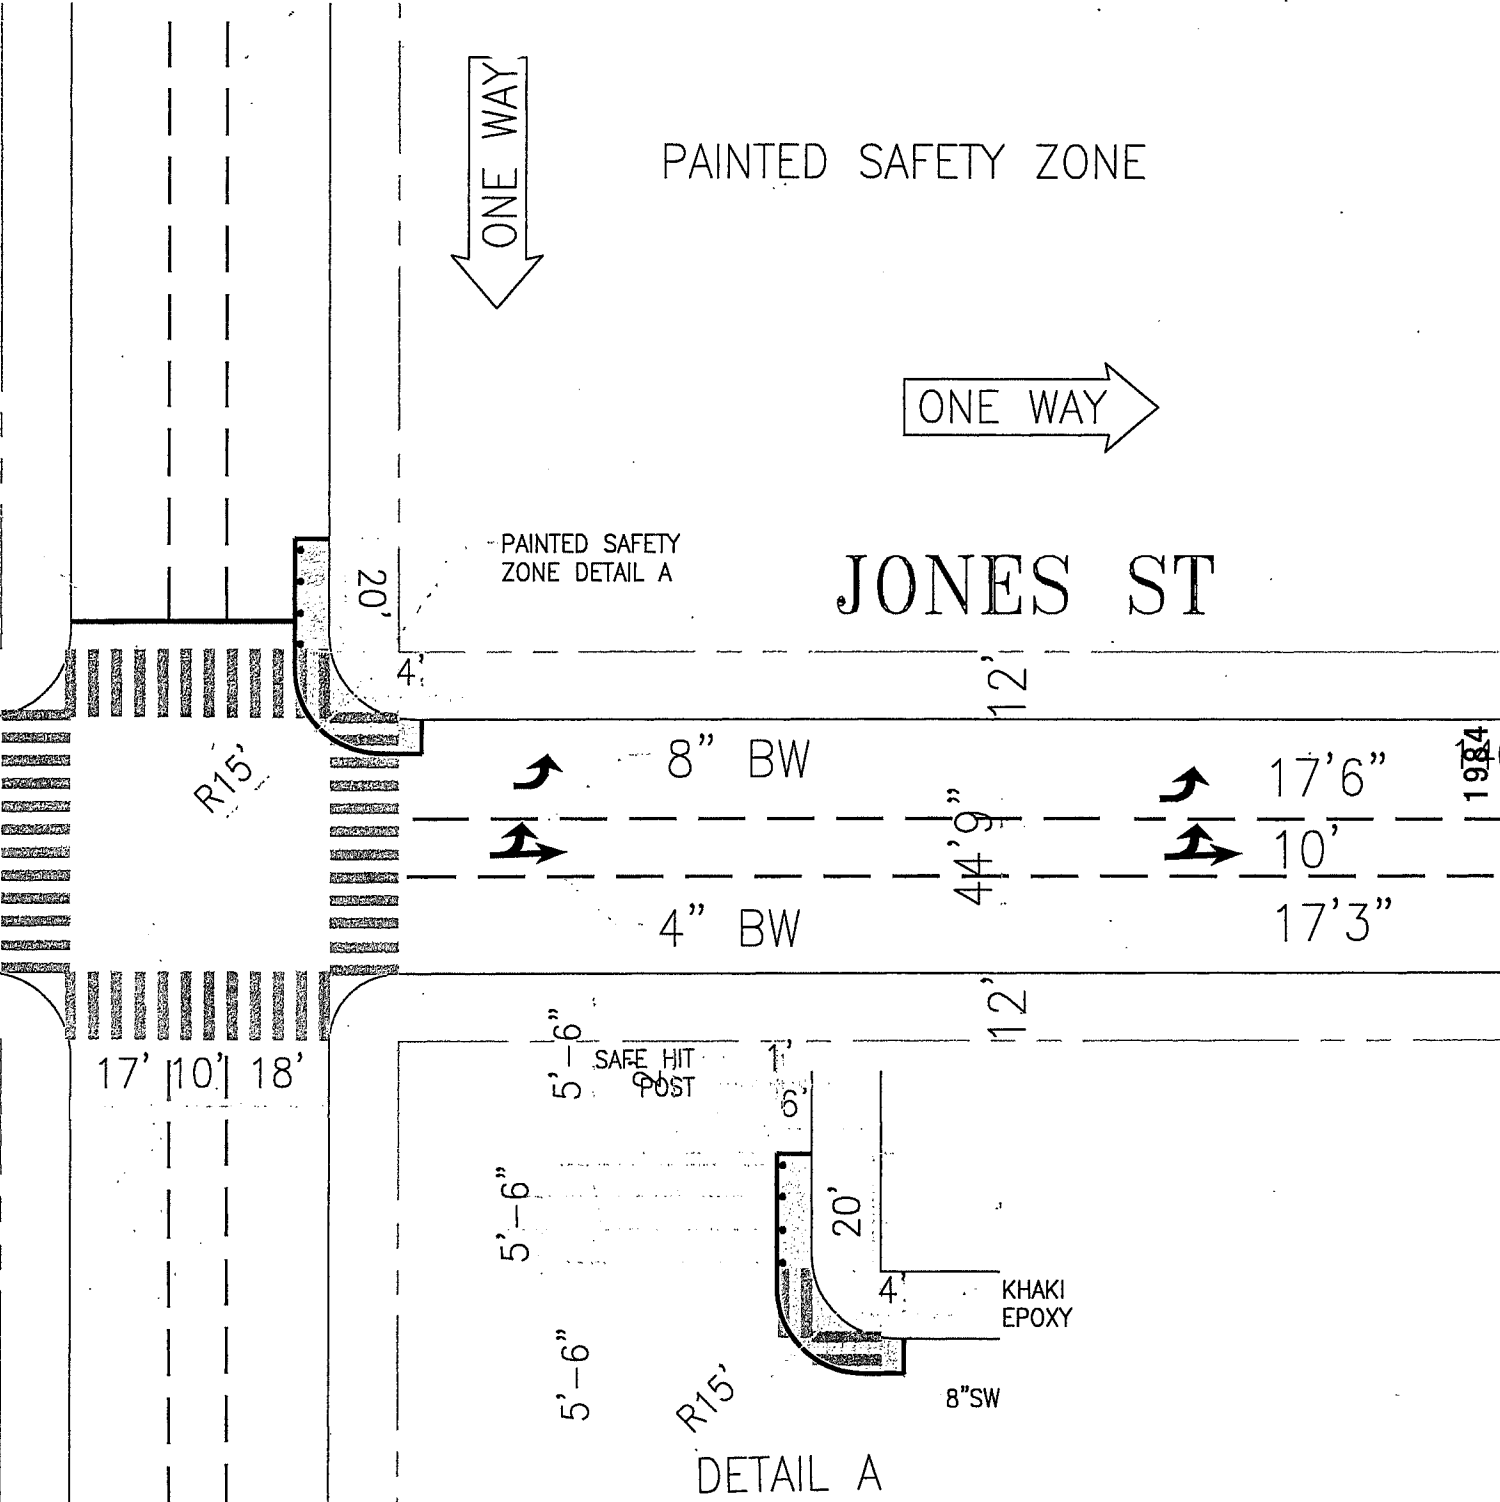 ONE WAY
PAINTED SAFETY ZONE
ONE WAY
PAINTED SAFETY
ZONE DETAIL A
JONES ST
20'
4'
12'
R15'
8" BW
17'6"
1984
44'9"
10'
4" BW
17'3"
12'
17' 10' 18'
5'-6"
SAFE HIT
POST
1'
6'
5'-6"
20'
4'
KHAKI
EPOXY
5'-6"
R15'
8"SW
DETAIL A